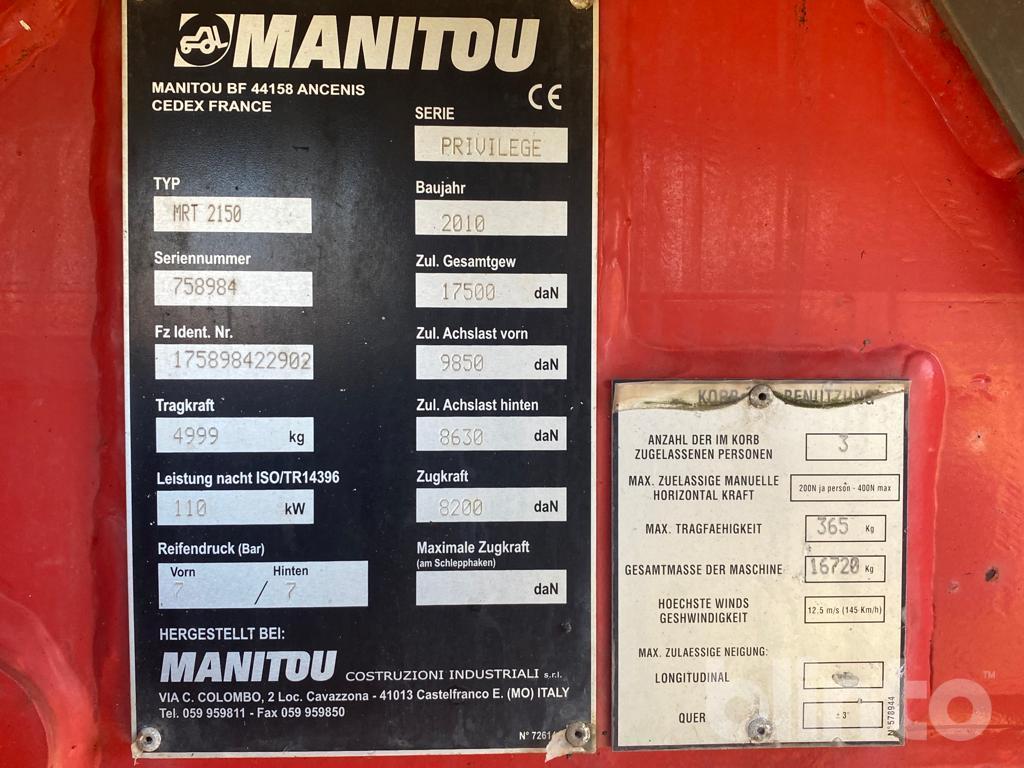 MANITOU
MANITOU BF 44158 ANCENIS
CEDEX FRANCE
CE
SERIE
PRIVILEGE
TYP
MRT 2150
Baujahr
2010
Seriennummer
758984
Zul. Gesamtgew
17500 daN
Fz Ident. Nr.
175898422902
Zul. Achslast vorn
9850 daN
Tragkraft
4999 kg
Zul. Achslast hinten
8630 daN
Leistung nacht ISO/TR14396
110 kW
Zugkraft
8200 daN
Reifendruck (Bar)
Vorn Hinten
7 / 7
Maximale Zugkraft
(am Schlepphaken)
daN
HERGESTELLT BEI:
MANITOU COSTRUZIONI INDUSTRIALI s.r.l.
VIA C. COLOMBO, 2 Loc. Cavazzona - 41013 Castelfranco E. (MO) ITALY
Tel. 059 959811 - Fax 059 959850
N° 7261
KORB BENUTZUNG
ANZAHL DER IM KORB
ZUGELASSENEN PERSONEN
3
MAX. ZUELASSIGE MANUELLE
HORIZONTAL KRAFT
200N ja person - 400N max
MAX. TRAGFAEHIGKEIT
365 Kg
GESAMTMASSE DER MASCHINE
16720 Kg
HOECHSTE WINDS
GESHWINDIGKEIT
12.5 m/s (145 Km/h)
MAX. ZULAESSIGE NEIGUNG:
LONGITUDINAL
QUER
± 3°
N°578944